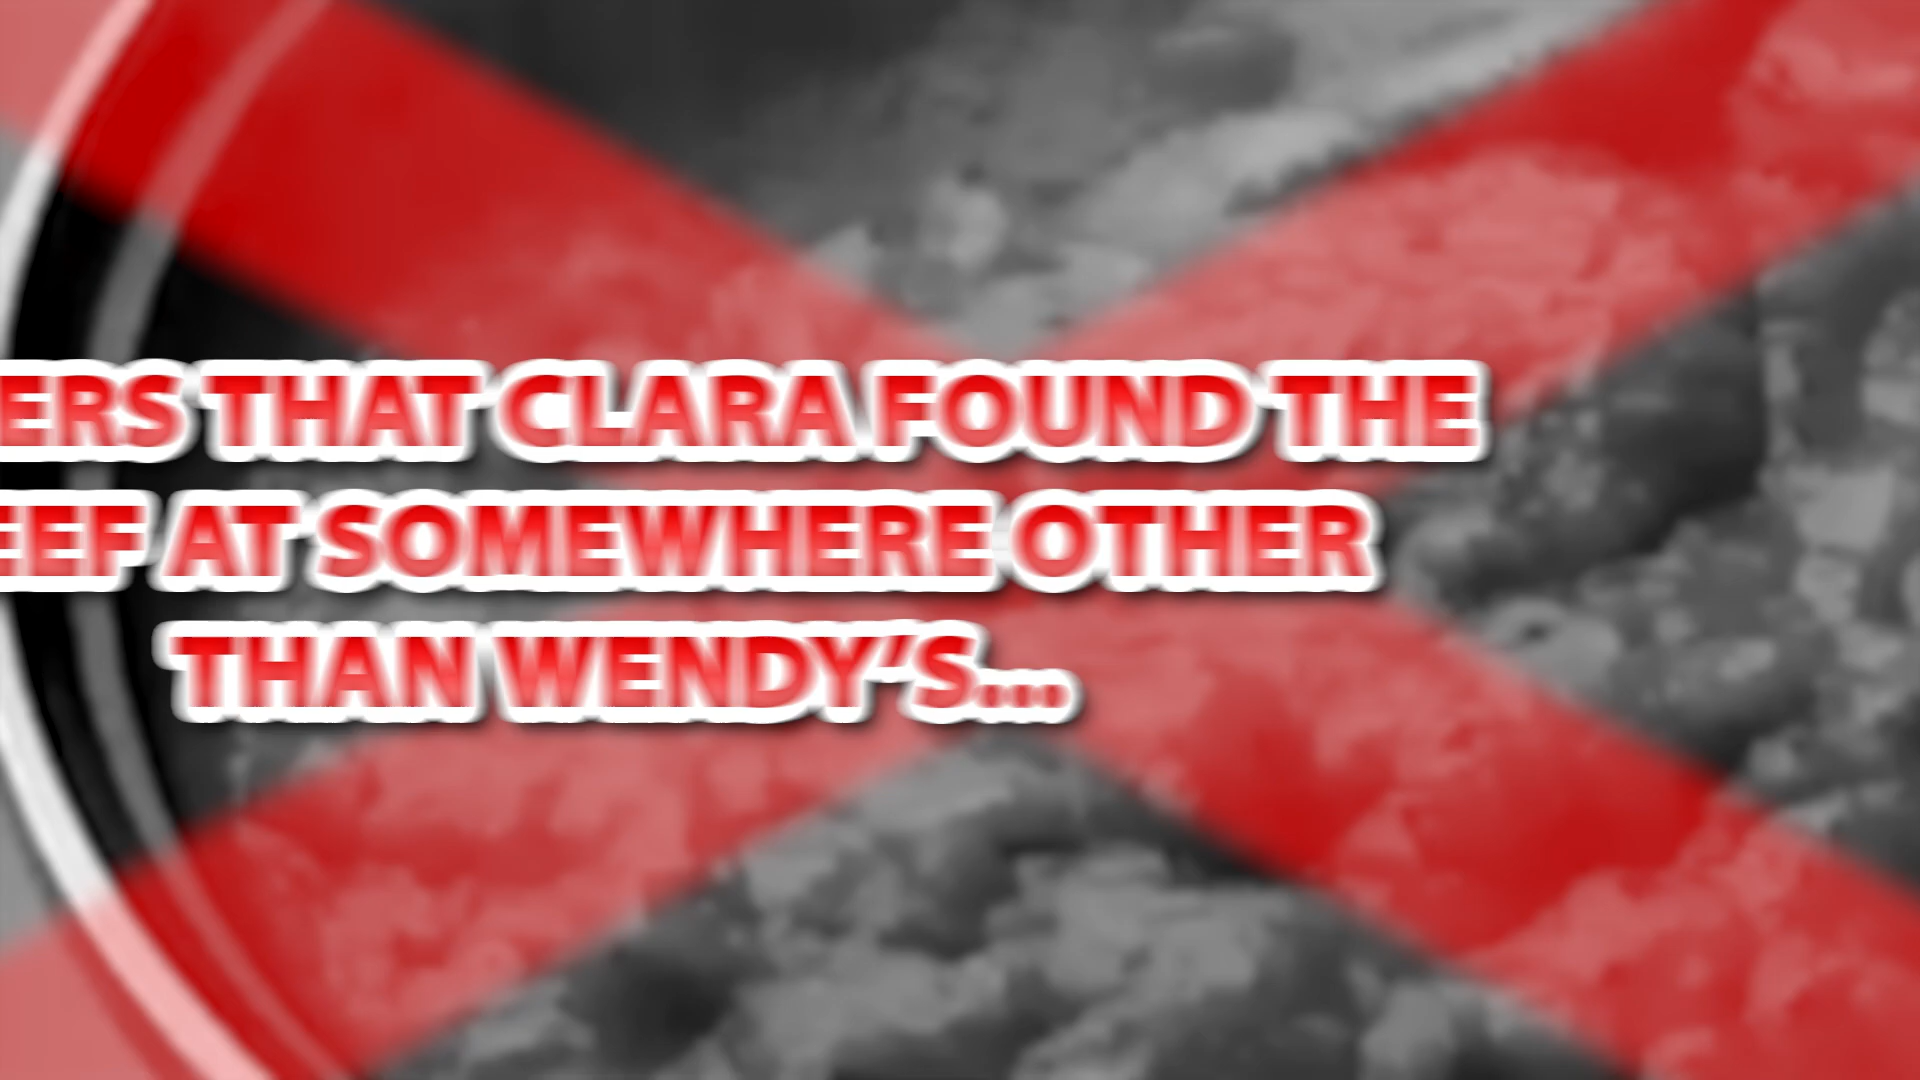 ERS THAT CLARA FOUND THE
EEF AT SOMEWHERE OTHER
THAN WENDY’S...